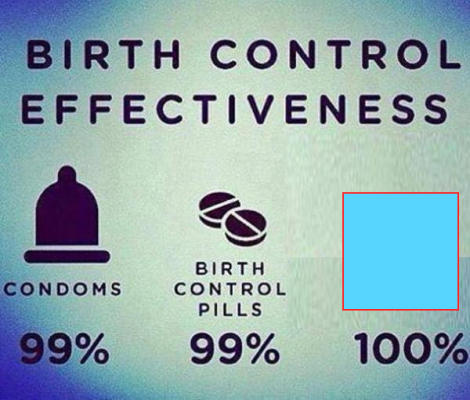 BIRTH CONTROL
EFFECTIVENESS
CONDOMS
BIRTH
CONTROL
PILLS
99%
99%
100%